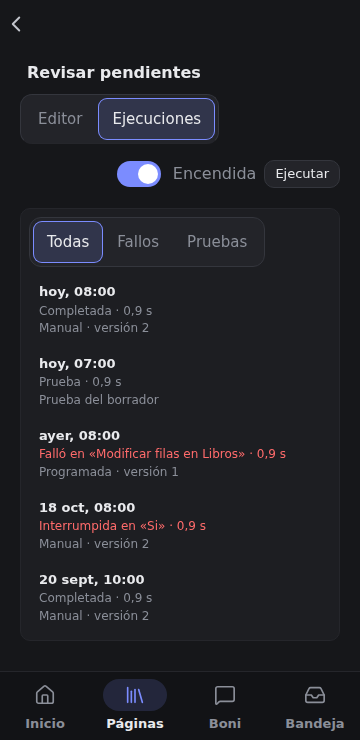 Revisar pendientes
Editor
Ejecuciones
Encendida
Ejecutar
Todas
Fallos
Pruebas
hoy, 08:00
Completada · 0,9 s
Manual · versión 2
hoy, 07:00
Prueba · 0,9 s
Prueba del borrador
ayer, 08:00
Falló en «Modificar filas en Libros» · 0,9 s
Programada · versión 1
18 oct, 08:00
Interrumpida en «Si» · 0,9 s
Manual · versión 2
20 sept, 10:00
Completada · 0,9 s
Manual · versión 2
Inicio
Páginas
Boni
Bandeja